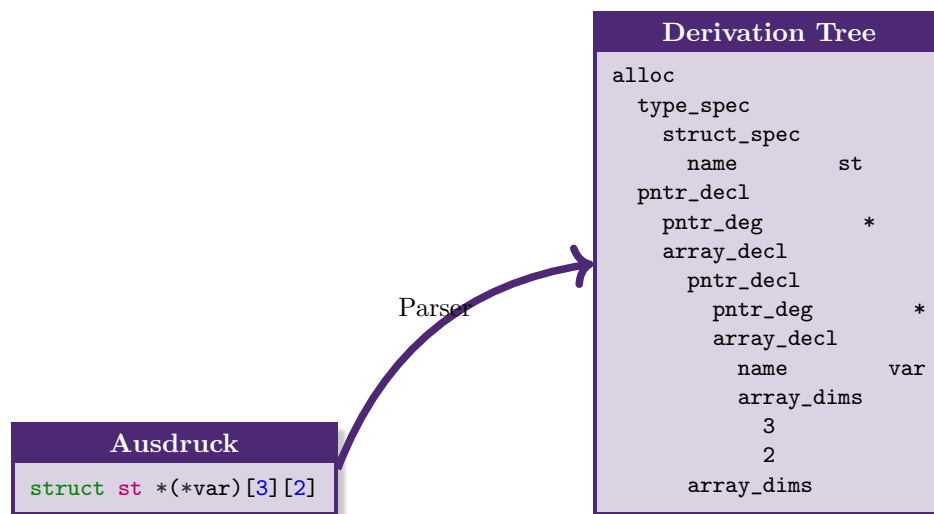 Derivation Tree
alloc
  type_spec
    struct_spec
      name        st
  pntr_decl
    pntr_deg        *
    array_decl
      pntr_decl
        pntr_deg        *
        array_decl
          name        var
          array_dims
            3
            2
      array_dims
Parser
Ausdruck
struct st *(*var)[3][2]